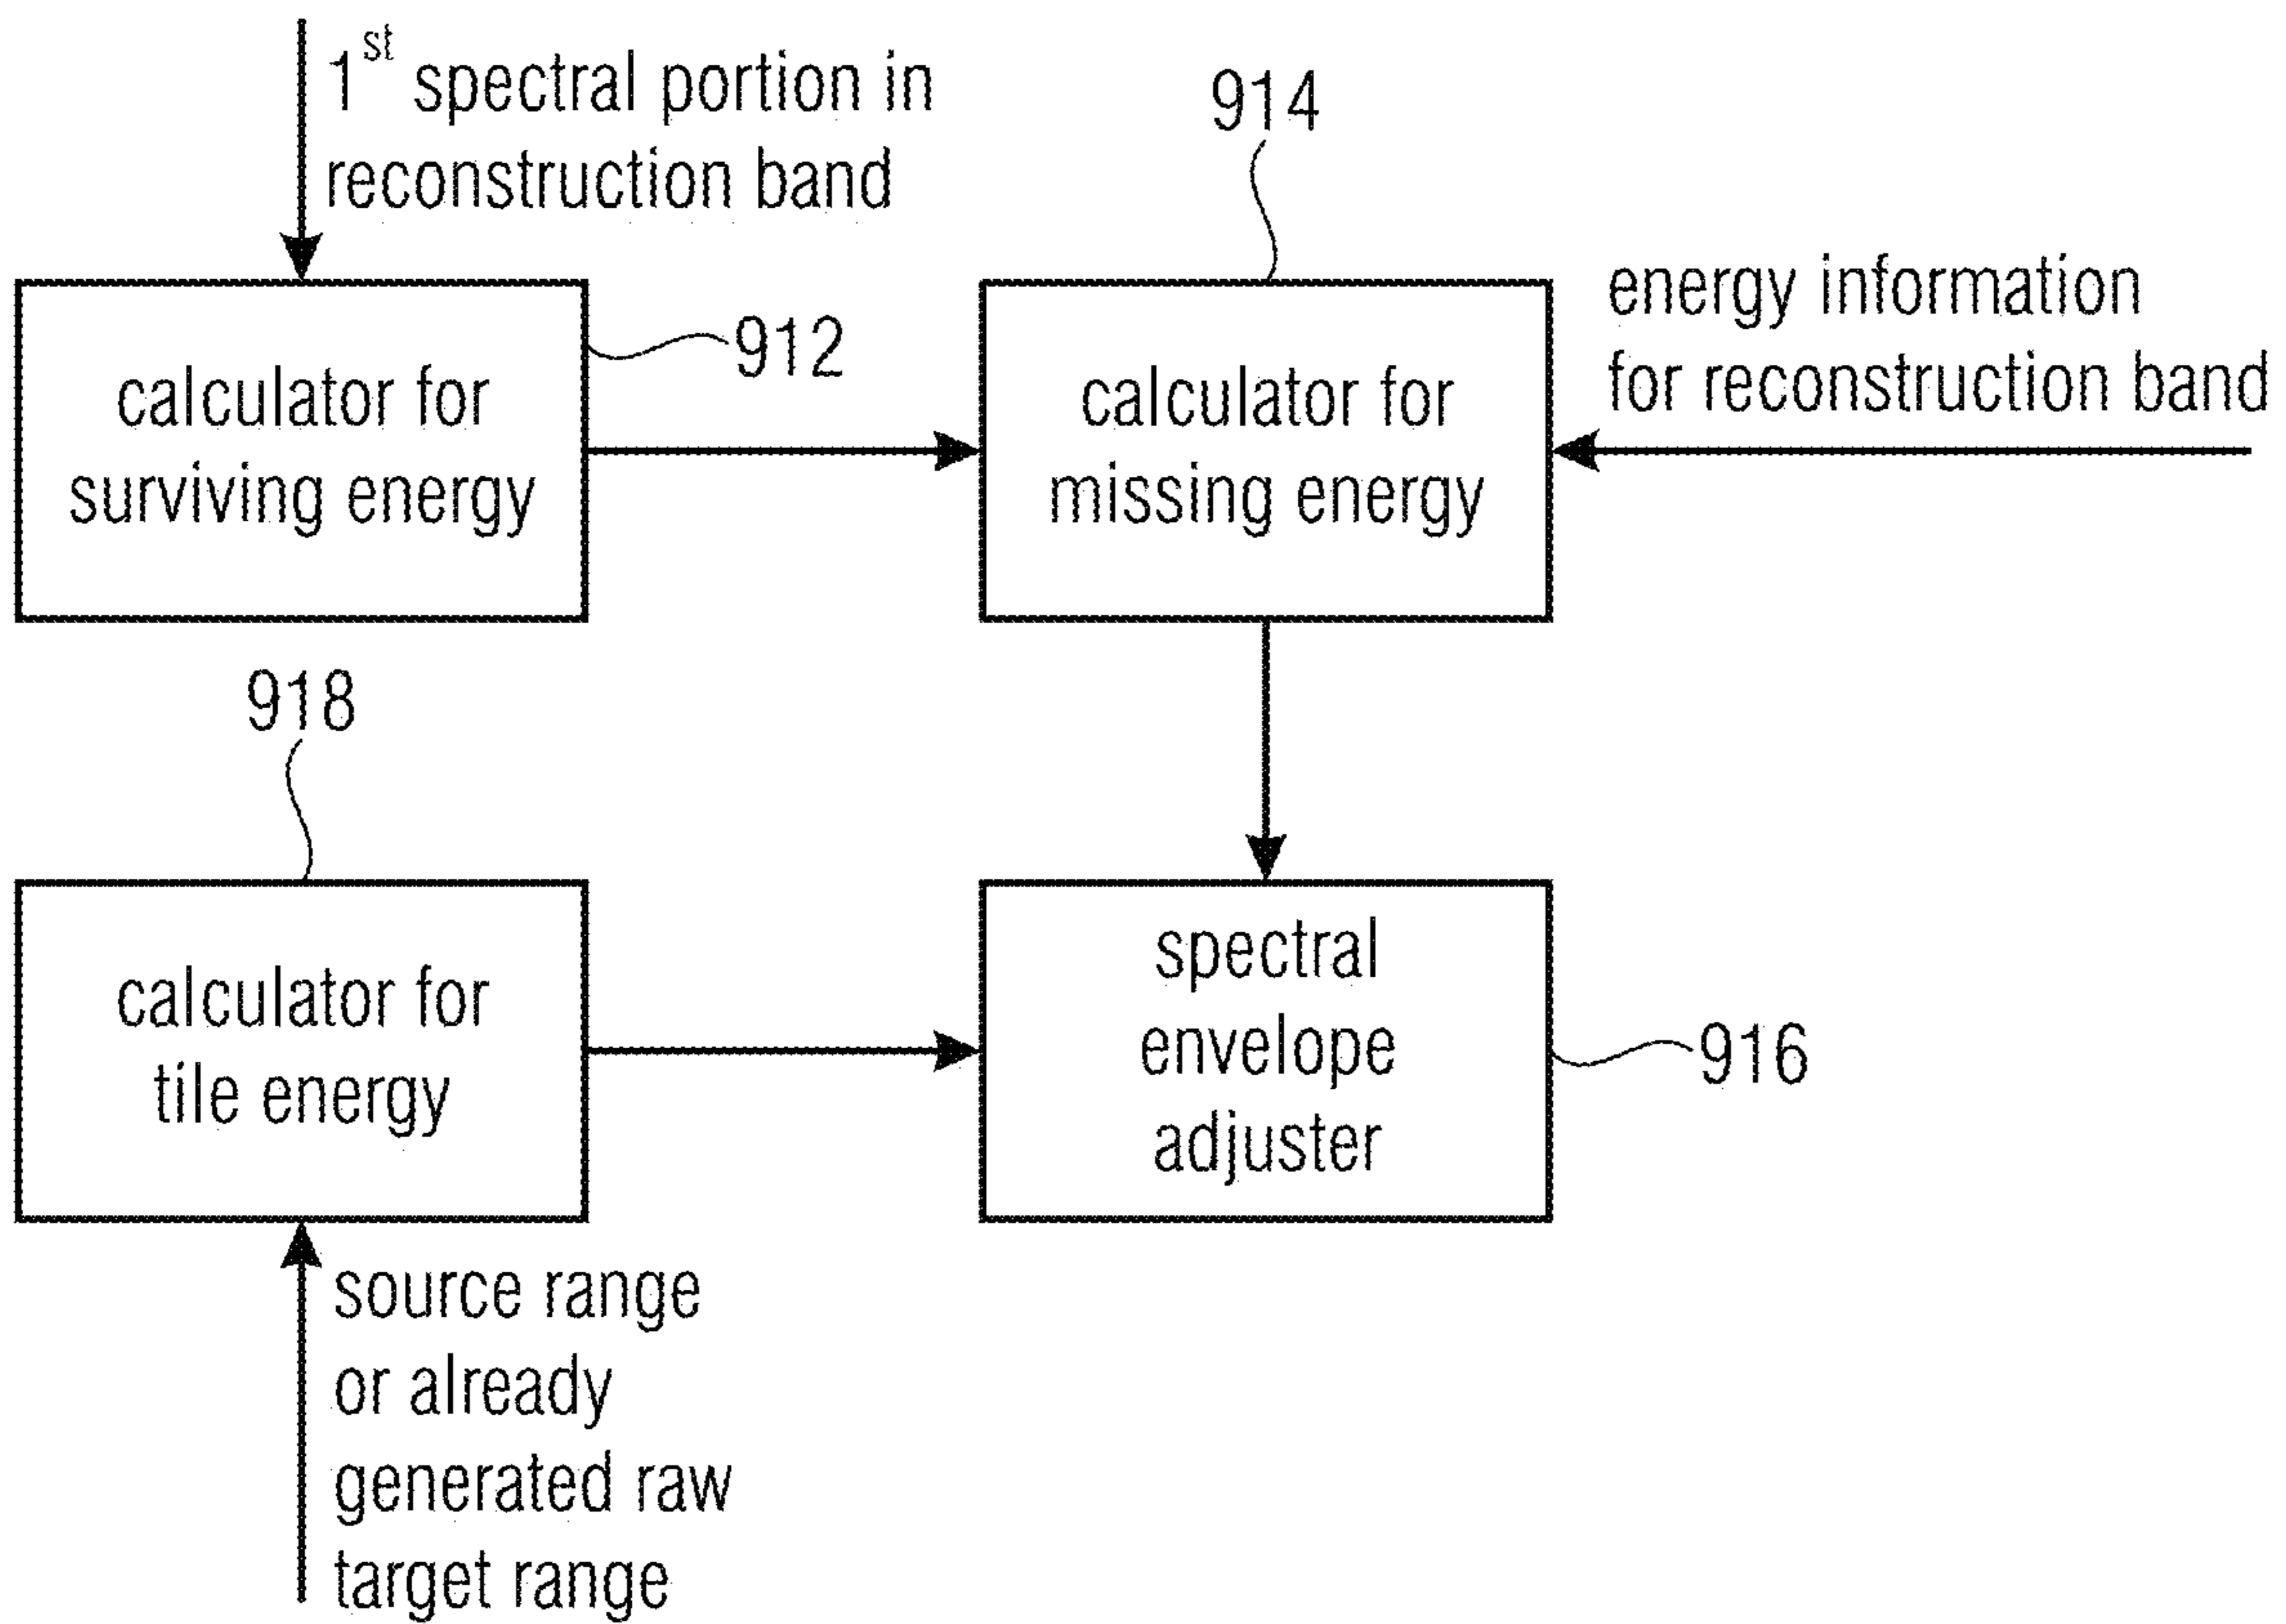 1st spectral portion in
reconstruction band
914
energy information
for reconstruction band
912
calculator for
surviving energy
calculator for
missing energy
918
calculator for
tile energy
spectral
envelope
adjuster
916
source range
or already
generated raw
target range